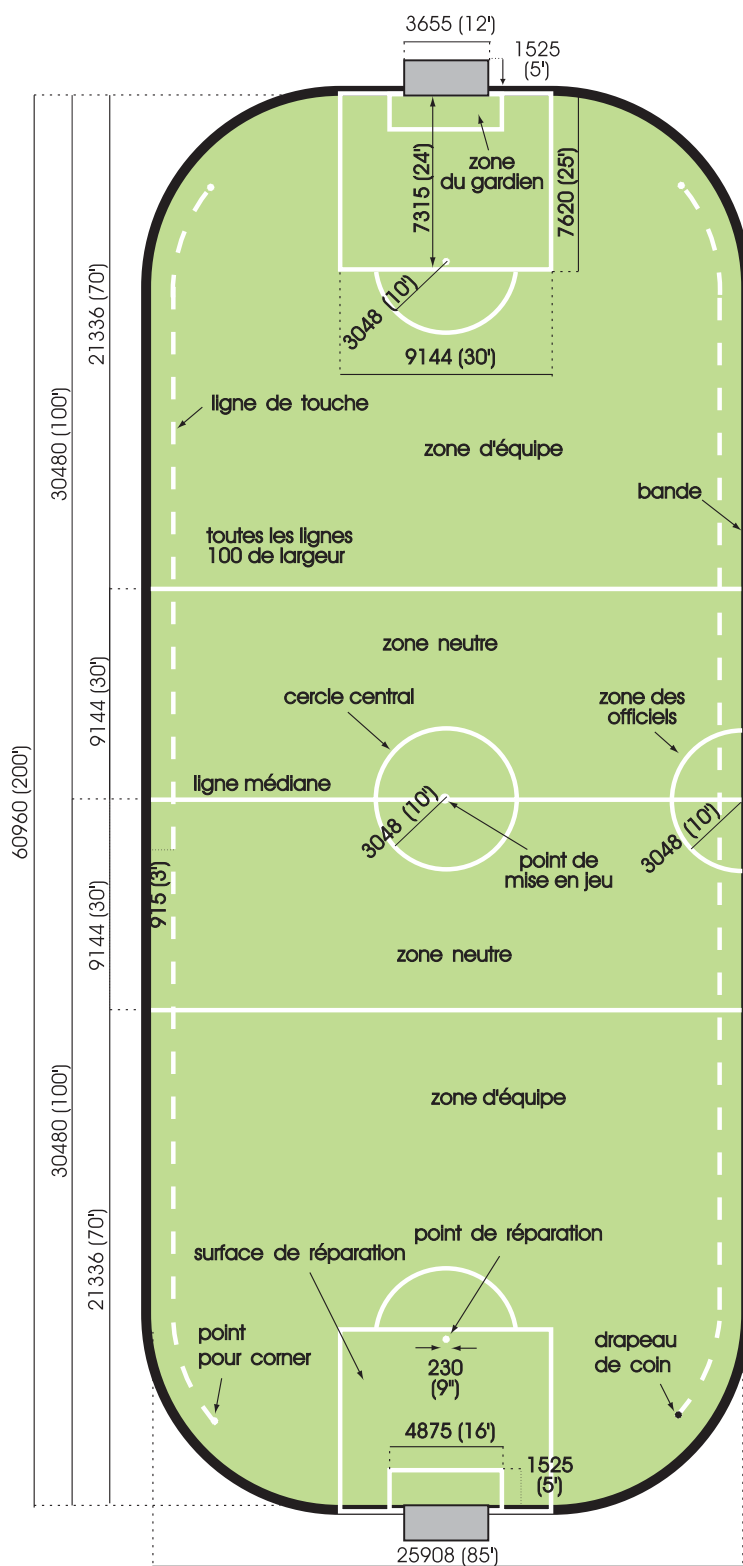 3655 (12')
1525
(5')
zone
du gardien
7315 (24')
7620 (25')
3048 (10')
9144 (30')
21336 (70')
ligne de touche
zone d'équipe
30480 (100')
bande
toutes les lignes
100 de largeur
zone neutre
9144 (30')
cercle central
zone des
officiels
60960 (200')
ligne médiane
3048 (10')
3048 (10')
point de
mise en jeu
915 (3')
9144 (30')
zone neutre
zone d'équipe
30480 (100')
21336 (70')
point de réparation
surface de réparation
point
pour corner
drapeau
de coin
230
(9")
4875 (16')
1525
(5')
25908 (85')